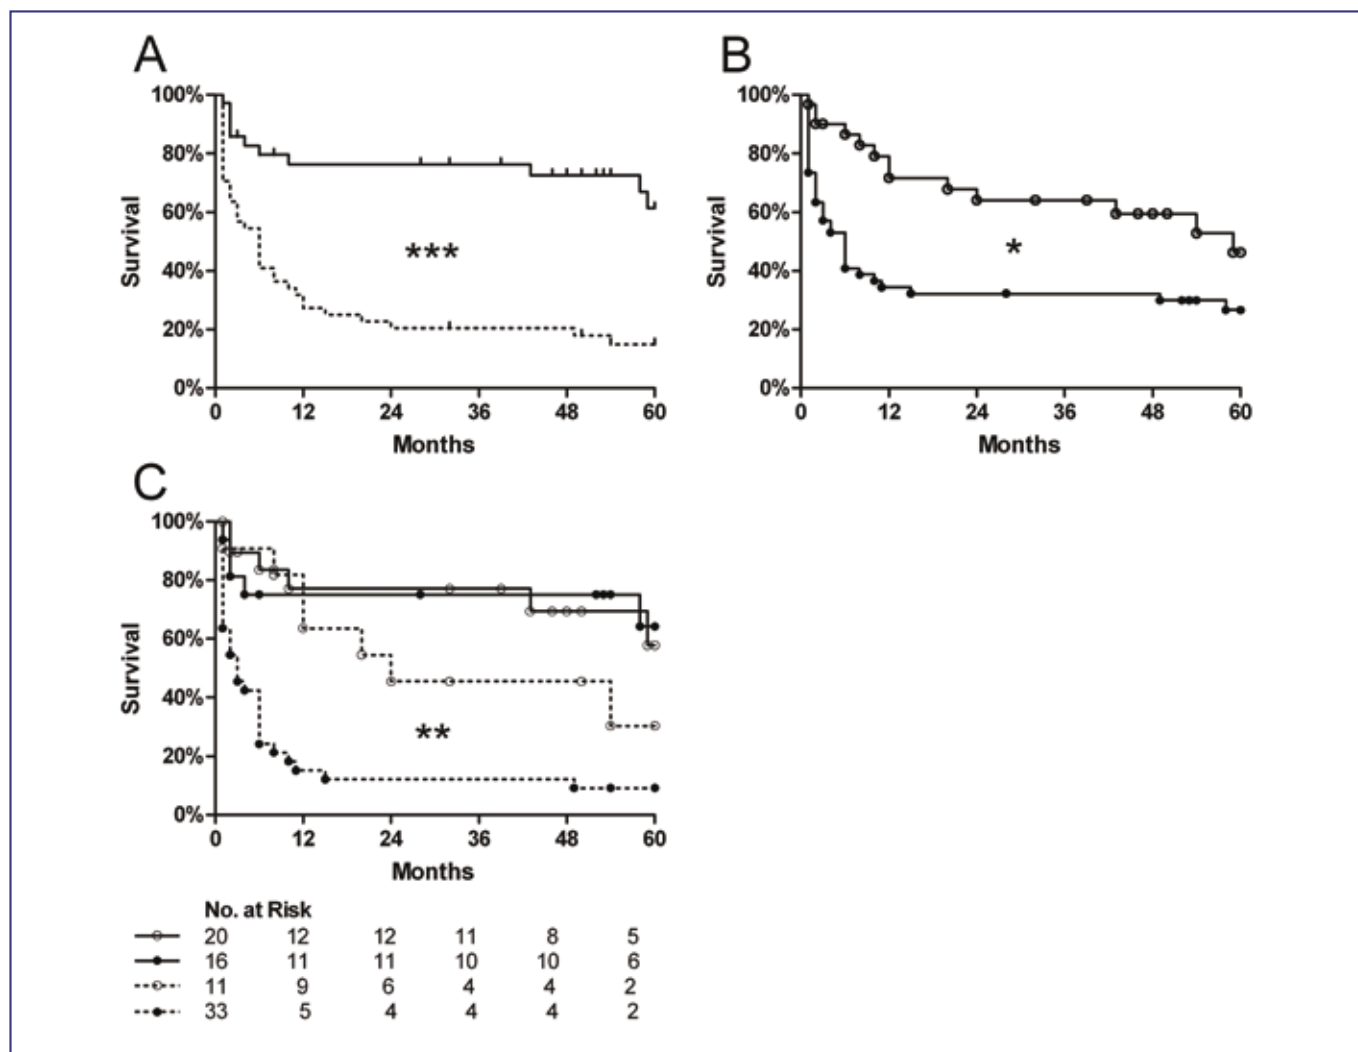 A
100%
80%
60%
40%
20%
0%
Survival
***
0 12 24 36 48 60
Months
B
100%
80%
60%
40%
20%
0%
Survival
*
0 12 24 36 48 60
Months
C
100%
80%
60%
40%
20%
0%
Survival
**
0 12 24 36 48 60
Months
No. at Risk
20 12 12 11 8 5
16 11 11 10 10 6
11 9 6 4 4 2
33 5 4 4 4 2